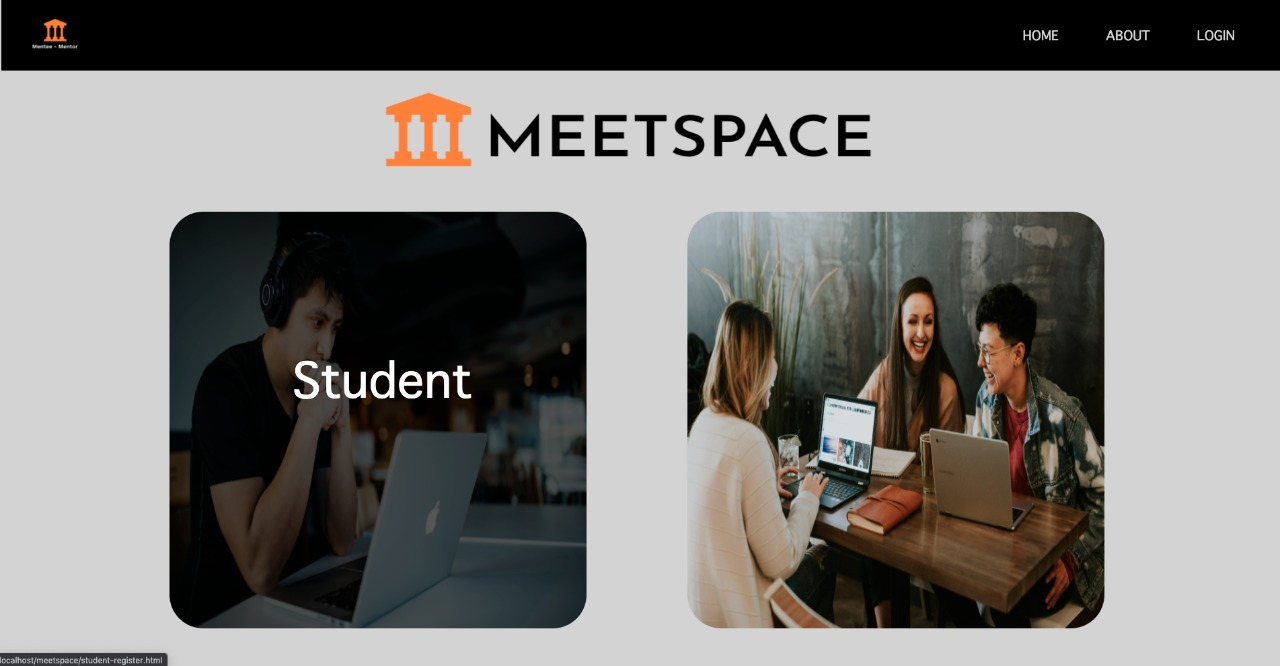 Mentee - Mentor
HOME
ABOUT
LOGIN
MEETSPACE
Student
localhost/meetspace/student-register.html